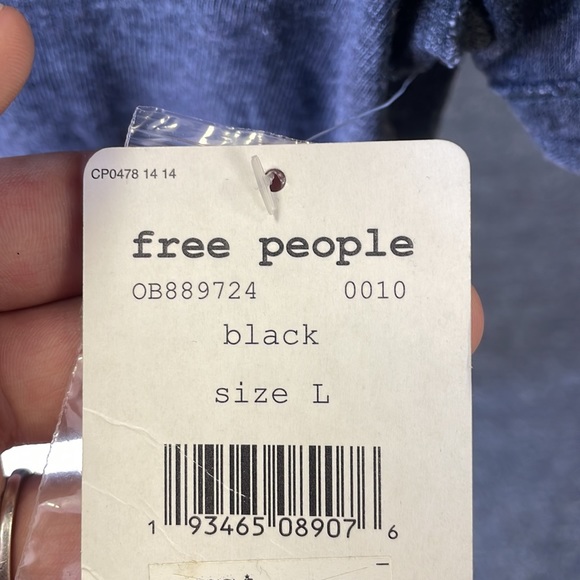 CP0478 14 14
free people
OB889724 0010
black
size L
1 93465 08907 6